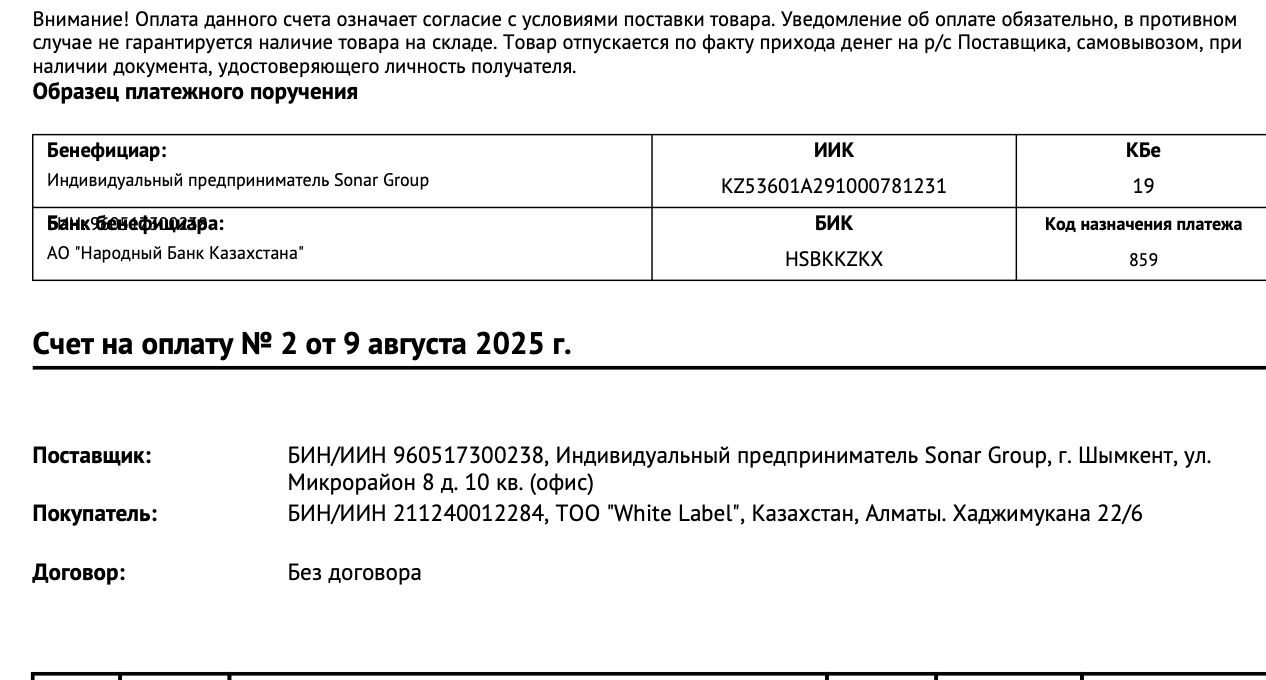 Внимание! Оплата данного счета означает согласие с условиями поставки товара. Уведомление об оплате обязательно, в противном
случае не гарантируется наличие товара на складе. Товар отпускается по факту прихода денег на р/с Поставщика, самовывозом, при
наличии документа, удостоверяющего личность получателя.
Образец платежного поручения
Бенефициар: ИИК КБе
Индивидуальный предприниматель Sonar Group KZ53601A291000781231 19
Банк бенефициара: БИК Код назначения платежа
АО "Народный Банк Казахстана" HSBKKZKX 859
Счет на оплату № 2 от 9 августа 2025 г.
Поставщик: БИН/ИИН 960517300238, Индивидуальный предприниматель Sonar Group, г. Шымкент, ул.
Микрорайон 8 д. 10 кв. (офис)
Покупатель: БИН/ИИН 211240012284, ТОО "White Label", Казахстан, Алматы. Хаджимукана 22/6
Договор: Без договора